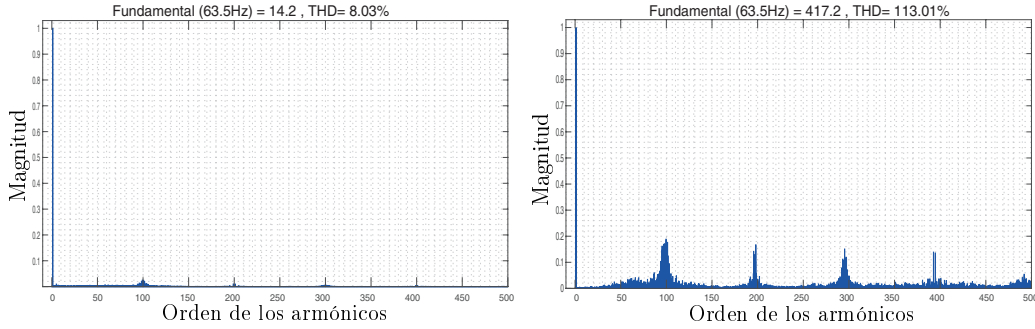 Fundamental (63.5Hz) = 14.2 , THD= 8.03%
1
0.9
0.8
0.7
0.6
0.5
0.4
0.3
0.2
0.1
Magnitud
0 50 100 150 200 250 300 350 400 450 500
Orden de los armónicos
Fundamental (63.5Hz) = 417.2 , THD= 113.01%
1
0.9
0.8
0.7
0.6
0.5
0.4
0.3
0.2
0.1
0
Magnitud
0 50 100 150 200 250 300 350 400 450 500
Orden de los armónicos